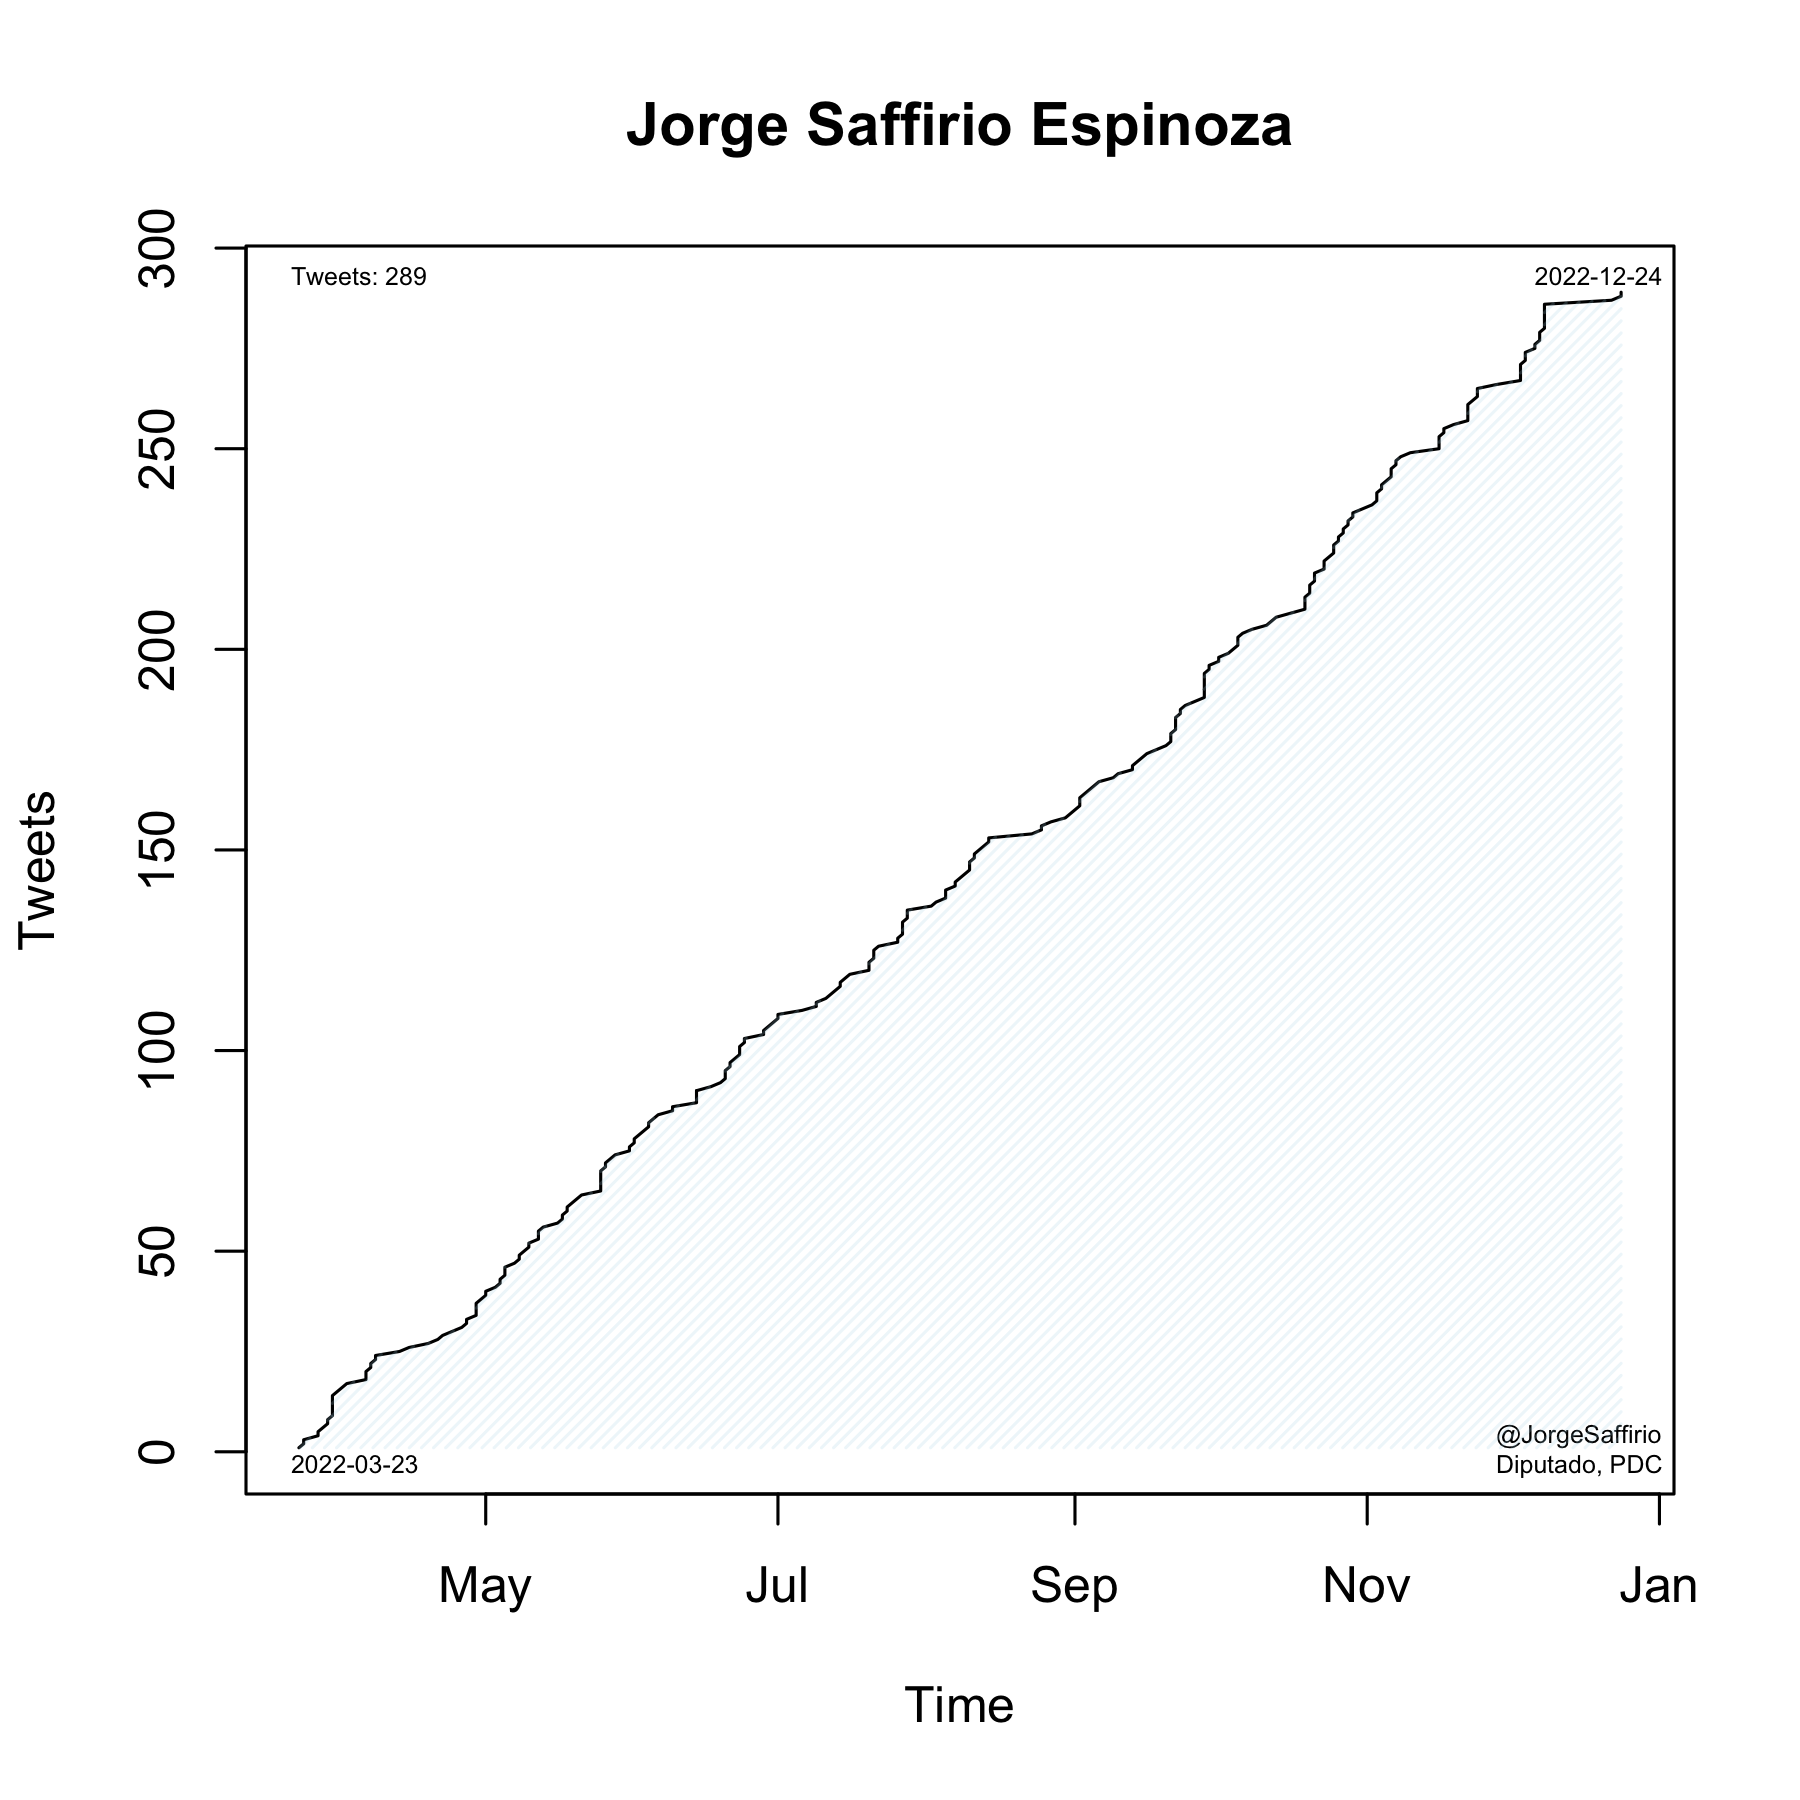 Jorge Saffirio Espinoza
Tweets
300
250
200
150
100
50
0
Tweets: 289
2022-12-24
2022-03-23
@JorgeSaffirio
Diputado, PDC
May Jul Sep Nov Jan
Time